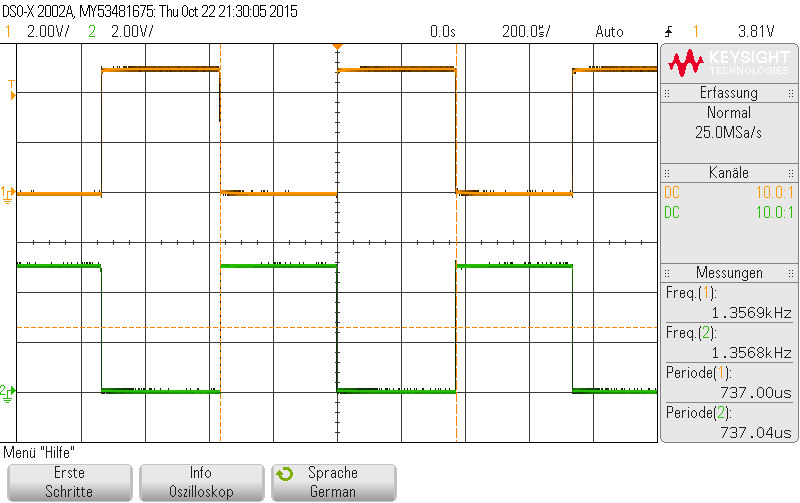 DSO-X 2002A, MY53481675: Thu Oct 22 21:30:05 2015
1 2.00V/ 2 2.00V/ 0.0s 200.0µs/ Auto 1 3.81V
KEYSIGHT
TECHNOLOGIES
Erfassung
Normal
25.0MSa/s
Kanäle
DC 10.0:1
DC 10.0:1
Messungen
Freq.(1):
1.3569kHz
Freq.(2):
1.3568kHz
Periode(1):
737.00us
Periode(2):
737.04us
T
1
2
Menü "Hilfe"
Erste
Schritte
Info
Oszilloskop
Sprache
German